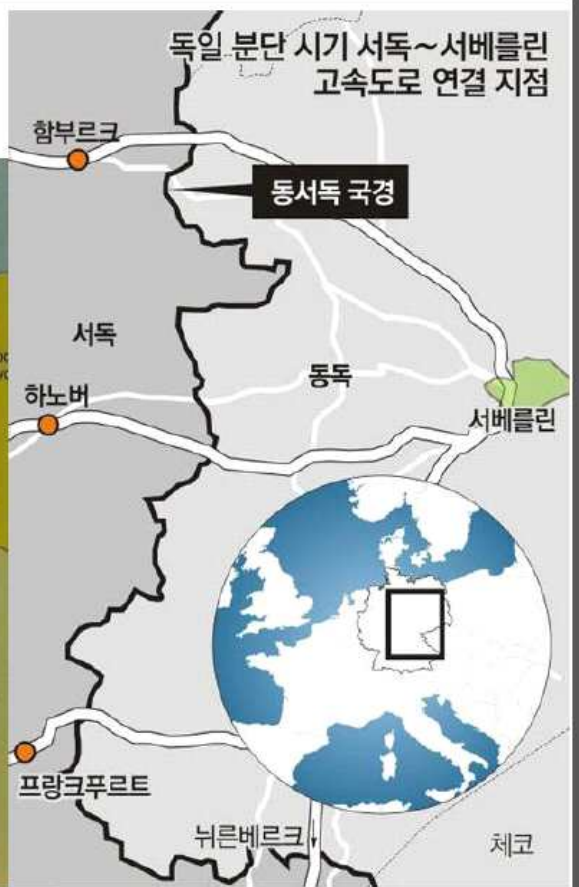 독일 분단 시기 서독~서베를린
고속도로 연결 지점
함부르크
동서독 국경
서독
동독
하노버
서베를린
프랑크푸르트
뉘른베르크
체코